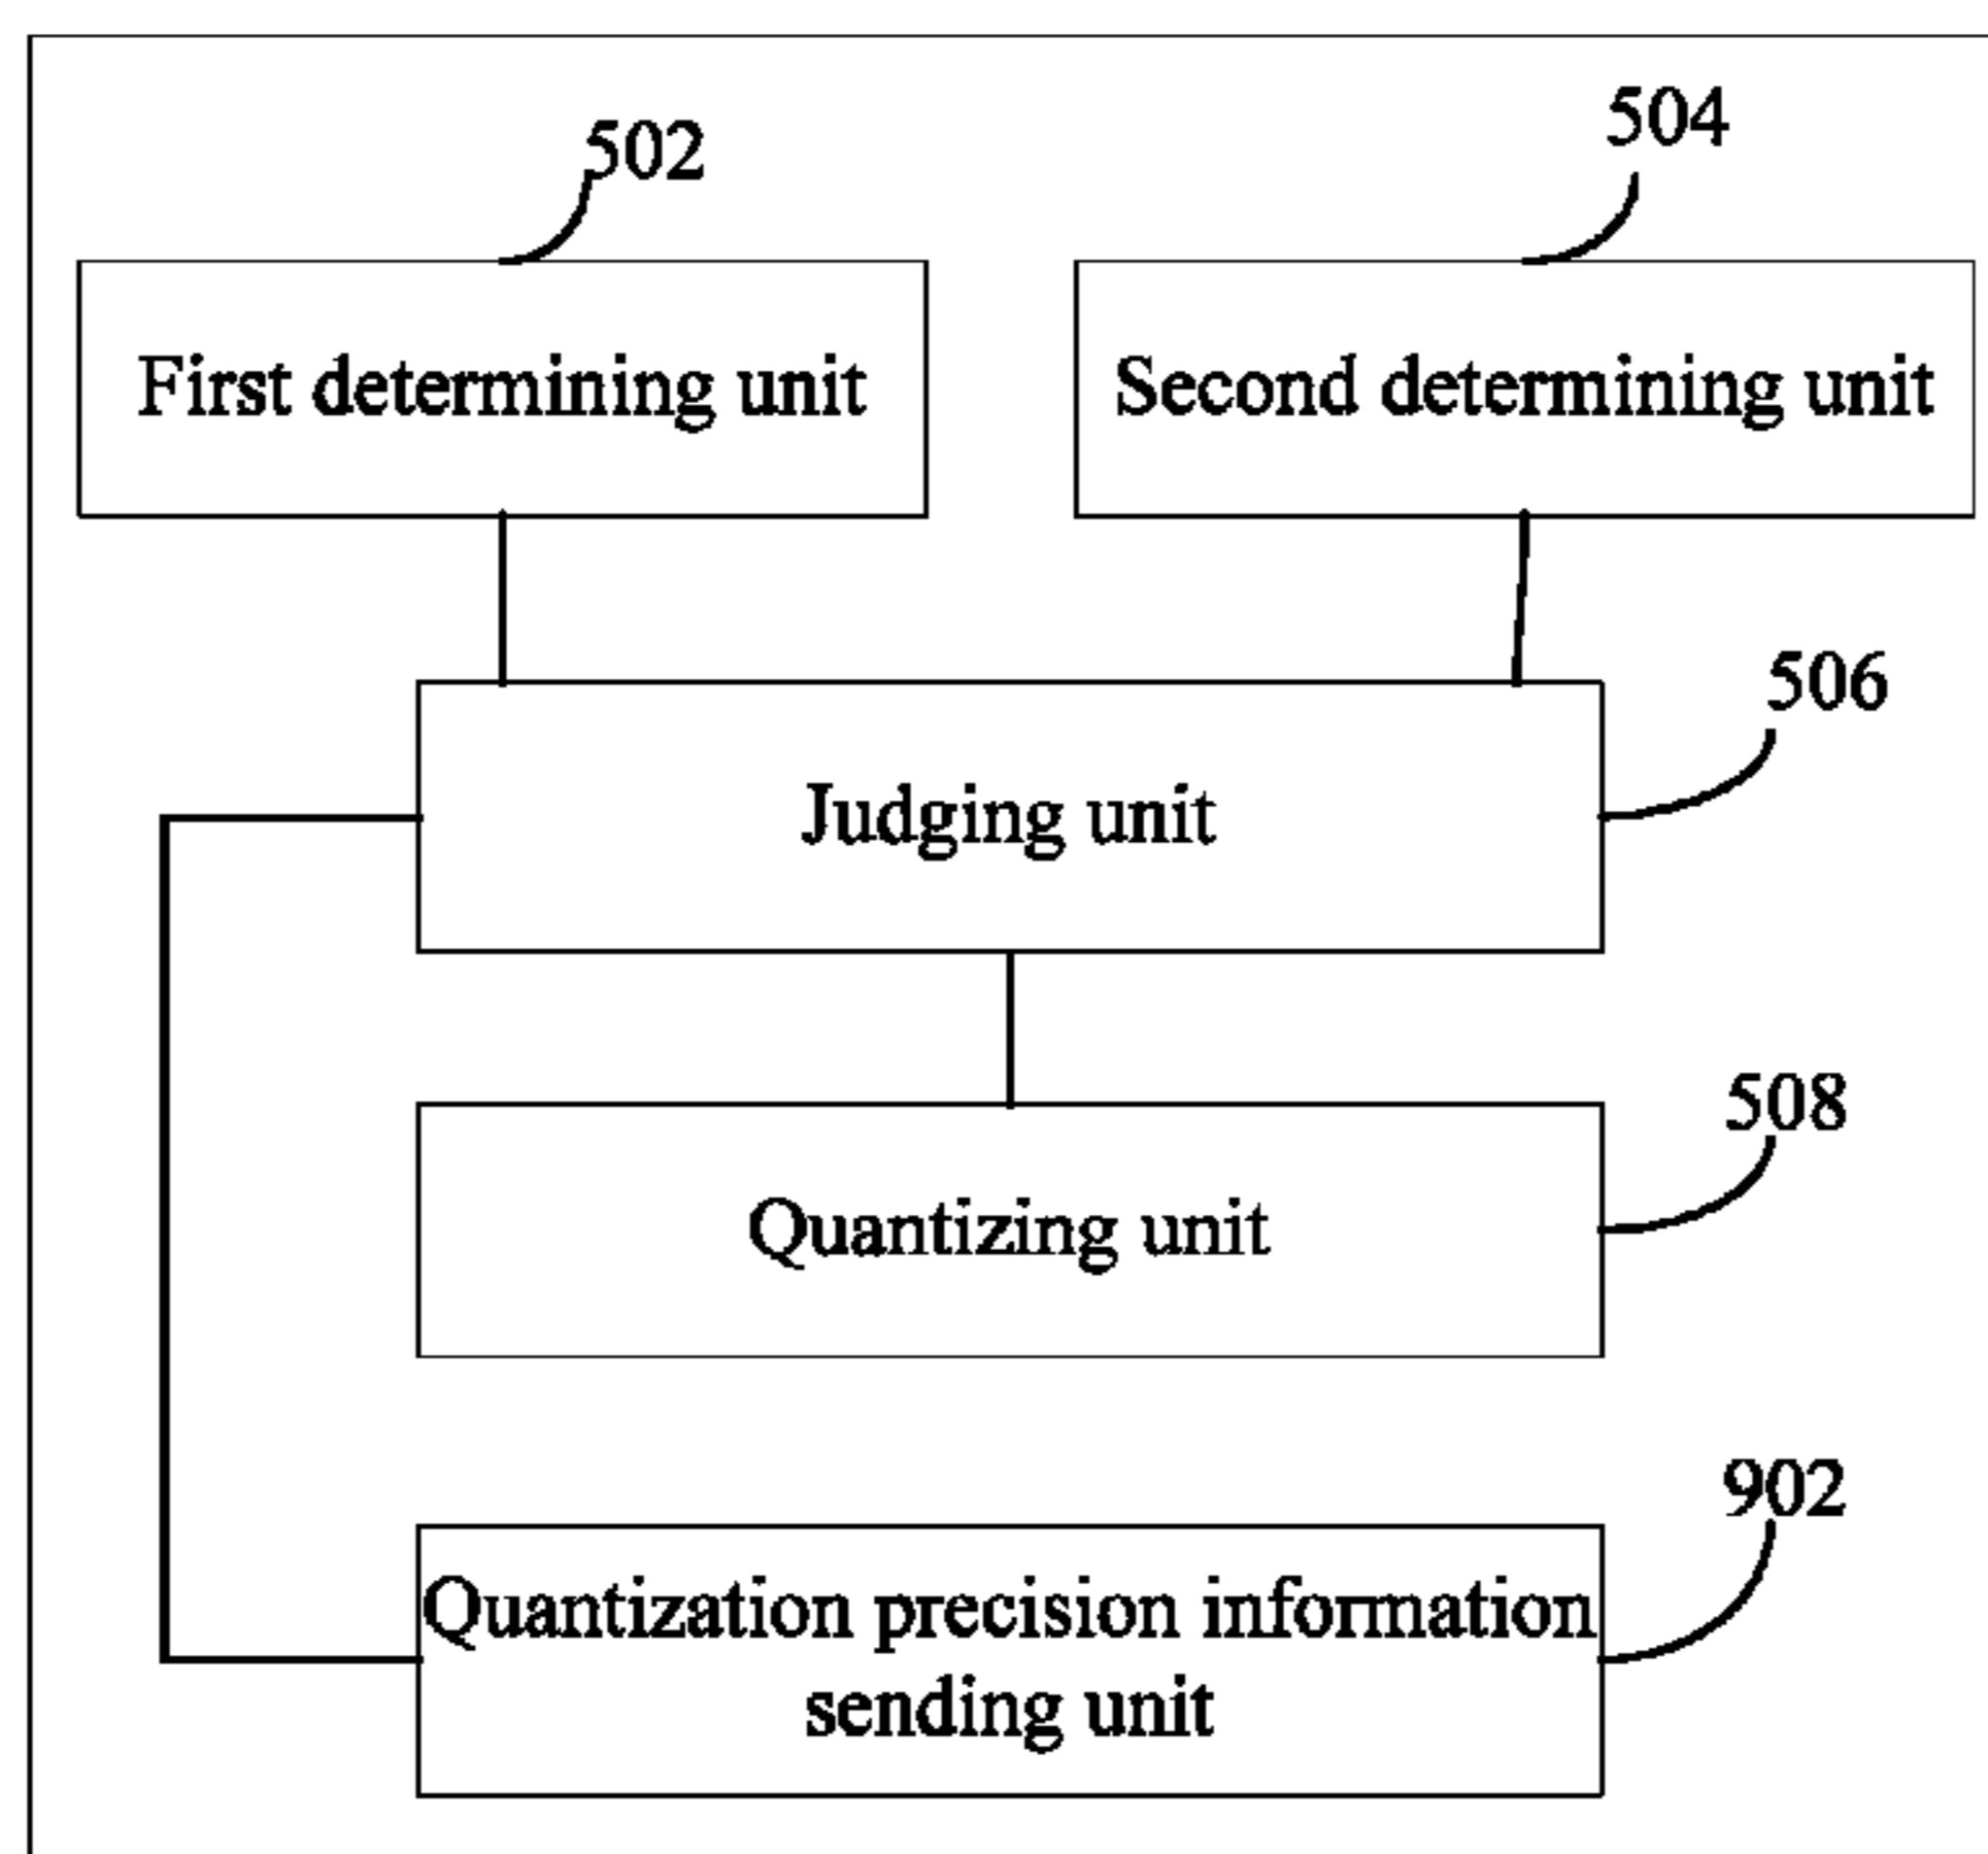 502
504
First determining unit
Second determining unit
506
Judging unit
508
Quantizing unit
902
Quantization precision information
sending unit